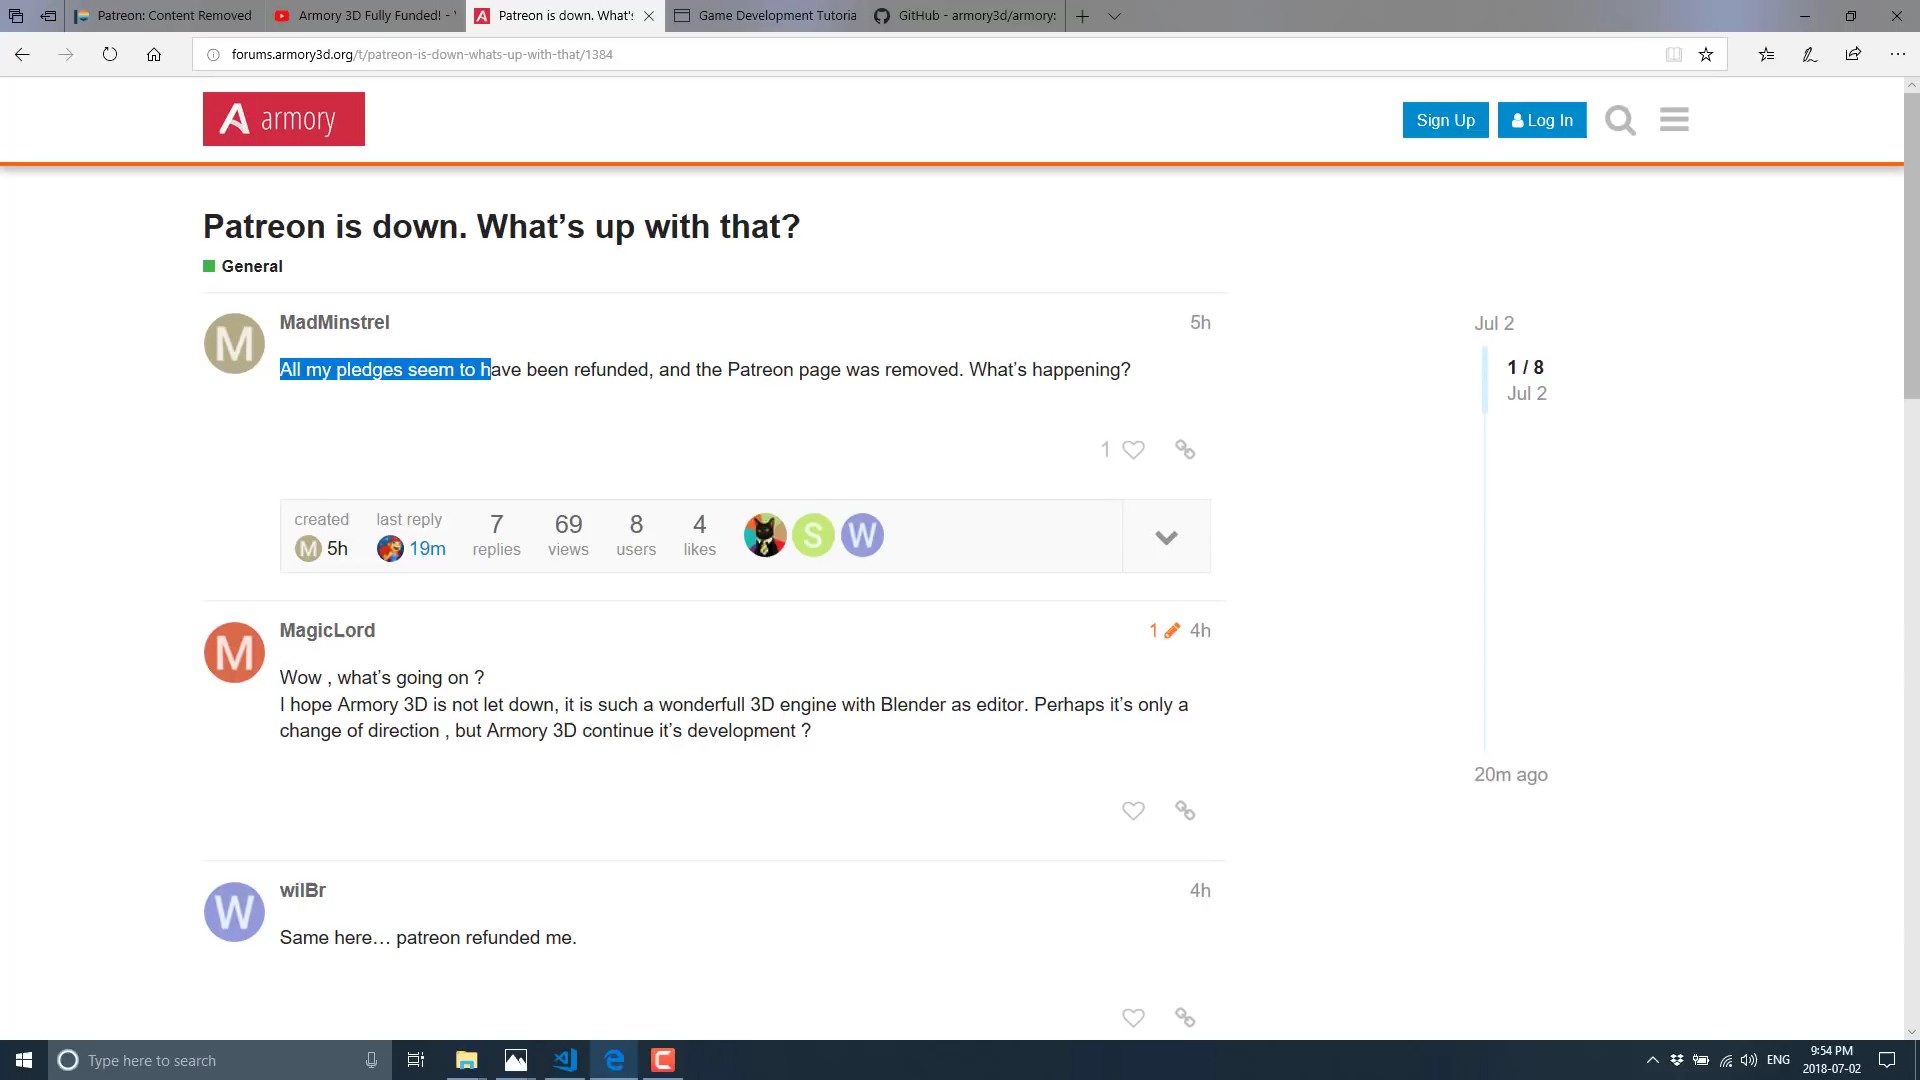 Patreon: Content Removed
Armory 3D Fully Funded! -
Patreon is down. What's
Game Development Tutoria
GitHub - armory3d/armory:
forums.armory3d.org/t/patreon-is-down-whats-up-with-that/1384
armory
Sign Up
Log In
Patreon is down. What’s up with that?
General
M
MadMinstrel
5h
All my pledges seem to have been refunded, and the Patreon page was removed. What’s happening?
1
Jul 2
1 / 8
Jul 2
20m ago
created
M 5h
last reply
19m
7
replies
69
views
8
users
4
likes
S
W
M
MagicLord
1
4h
Wow , what’s going on ?
I hope Armory 3D is not let down, it is such a wonderfull 3D engine with Blender as editor. Perhaps it’s only a
change of direction , but Armory 3D continue it’s development ?
W
wilBr
4h
Same here… patreon refunded me.
Type here to search
ENG
9:54 PM
2018-07-02